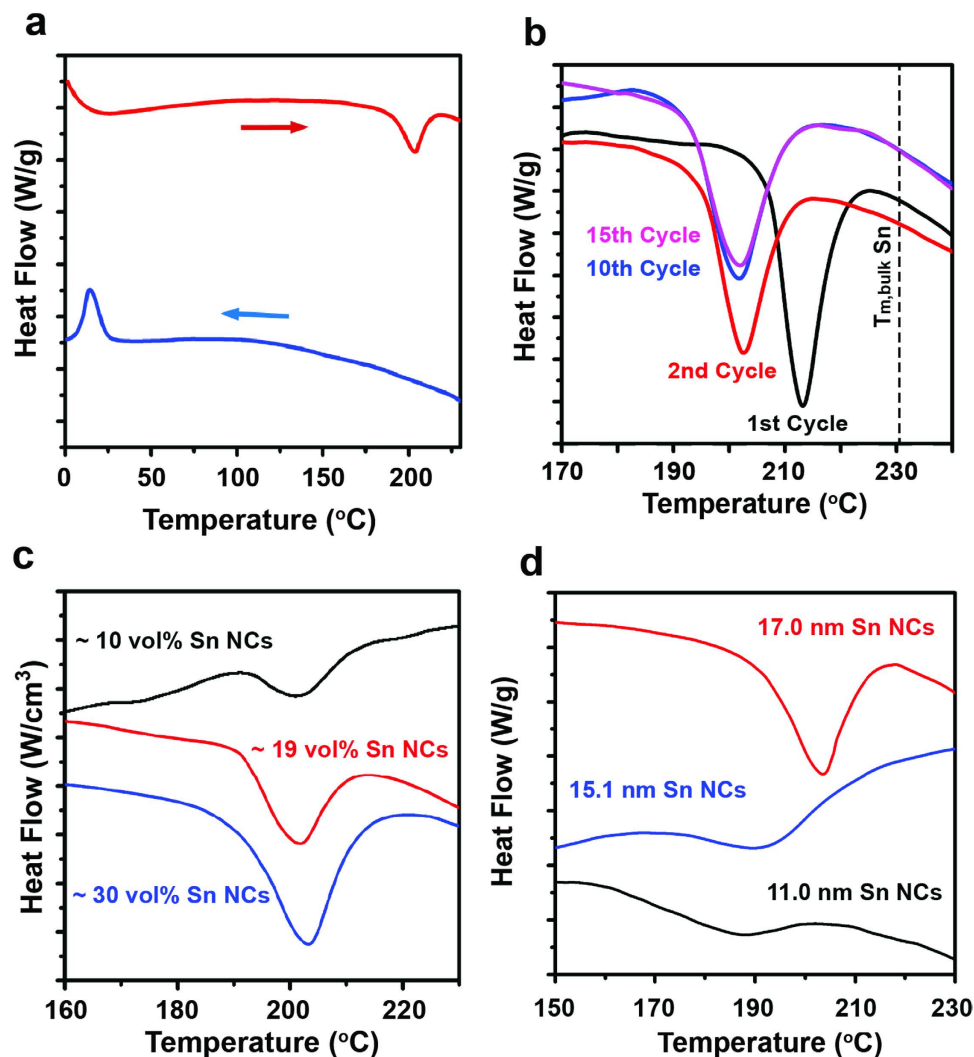 a
Heat Flow (W/g)
0 50 100 150 200
Temperature (°C)
b
Heat Flow (W/g)
15th Cycle
10th Cycle
2nd Cycle
1st Cycle
Tm,bulk Sn
170 190 210 230
Temperature (°C)
c
Heat Flow (W/cm³)
~ 10 vol% Sn NCs
~ 19 vol% Sn NCs
~ 30 vol% Sn NCs
160 180 200 220
Temperature (°C)
d
Heat Flow (W/g)
17.0 nm Sn NCs
15.1 nm Sn NCs
11.0 nm Sn NCs
150 170 190 210 230
Temperature (°C)